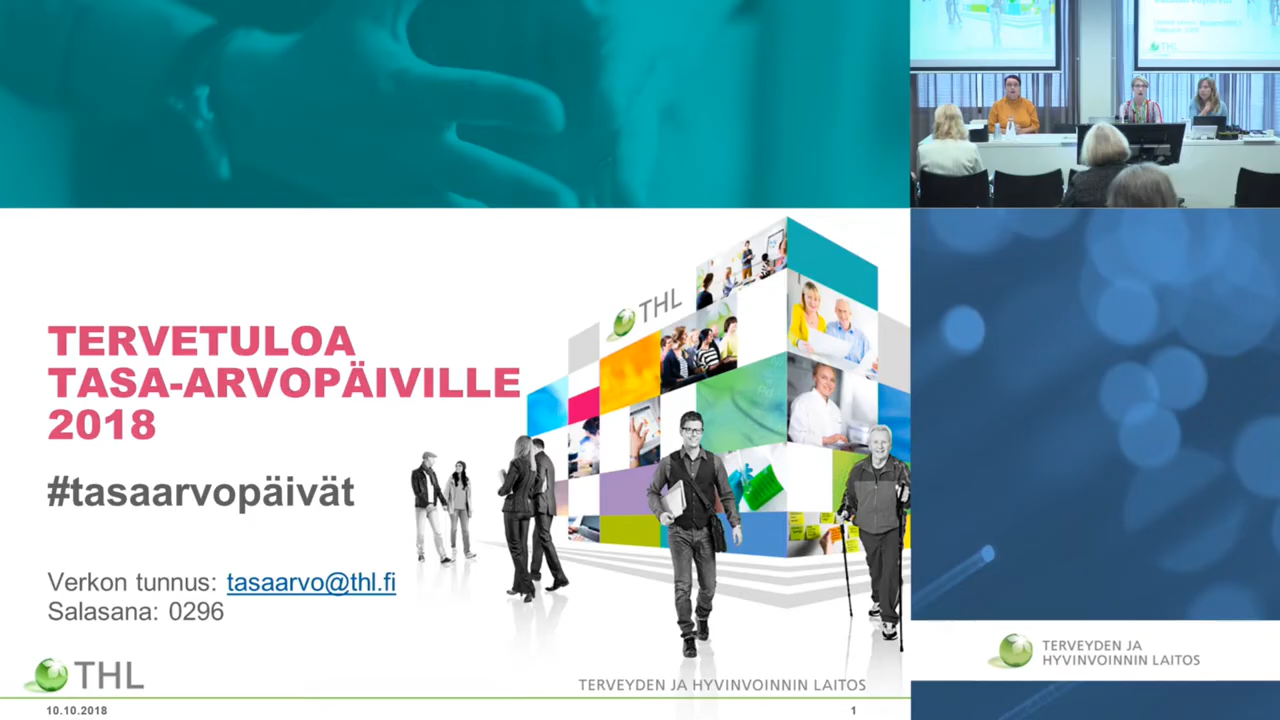 TERVETULOA
TASA-ARVOPÄIVILLE
2018
#tasaarvopäivät
Verkon tunnus: tasaarvo@thl.fi
Salasana: 0296
THL
THL
TERVEYDEN JA HYVINVOINNIN LAITOS
10.10.2018
1
THL
TERVEYDEN JA
HYVINVOINNIN LAITOS